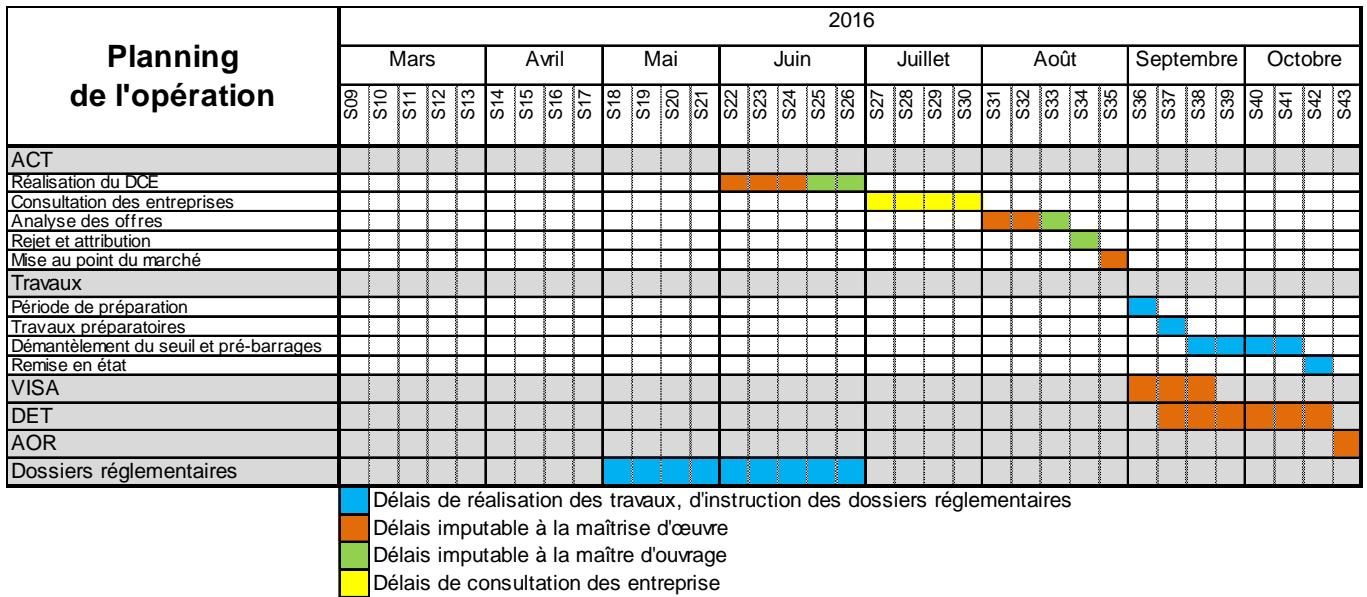 2016
Planning
de l'opération
Mars Avril Mai Juin Juillet Août Septembre Octobre
S09 S10 S11 S12 S13 S14 S15 S16 S17 S18 S19 S20 S21 S22 S23 S24 S25 S26 S27 S28 S29 S30 S31 S32 S33 S34 S35 S36 S37 S38 S39 S40 S41 S42 S43
ACT
Réalisation du DCE
Consultation des entreprises
Analyse des offres
Rejet et attribution
Mise au point du marché
Travaux
Période de préparation
Travaux préparatoires
Démantèlement du seuil et pré-barrages
Remise en état
VISA
DET
AOR
Dossiers réglementaires
Délais de réalisation des travaux, d'instruction des dossiers réglementaires
Délais imputable à la maîtrise d'œuvre
Délais imputable à la maître d'ouvrage
Délais de consultation des entreprise